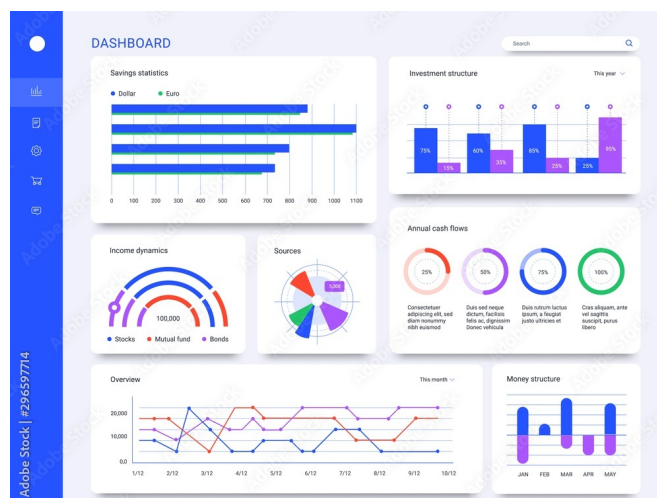 DASHBOARD
Search
Savings statistics
Dollar
Euro
0 100 200 300 400 500 600 700 800 900 1000 1100
Investment structure
This year
75%
15%
60%
35%
85%
25%
25%
95%
Income dynamics
100,000
Stocks
Mutual fund
Bonds
Sources
5,000
Annual cash flows
25%
50%
75%
100%
Consectetuer
adipiscing elit, sed
diam nonummy
nibh euismod
Duis sed neque
dictum, facilisis
felis ac, dignissim
Donec vehicula
Duis rutrum luctus
ipsum, a feugiat
justo ultricies et
Cras aliquam, ante
vel sagittis
suscipit, purus
libero
Overview
This month
20,000
10,000
0,0
1/12 2/12 3/12 4/12 5/12 6/12 7/12 8/12 9/12 10/12
Money structure
JAN FEB MAR APR MAY
Adobe Stock | #296597714